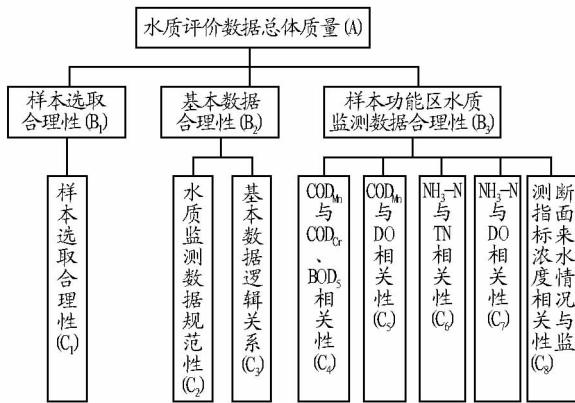 水质评价数据总体质量(A)
样本选取
合理性(B₁)
基本数据
合理性(B₂)
样本功能区水质
监测数据合理性(B₃)
样本选取合理性(C₁)
水质监测数据规范性(C₂)
基本数据逻辑关系(C₃)
COD_Mn与COD_Cr、BOD₅相关性(C₄)
COD_Mn与DO相关性(C₅)
NH₃-N与TN相关性(C₆)
NH₃-N与DO相关性(C₇)
断面来水情况与监
测指标浓度相关性(C₈)